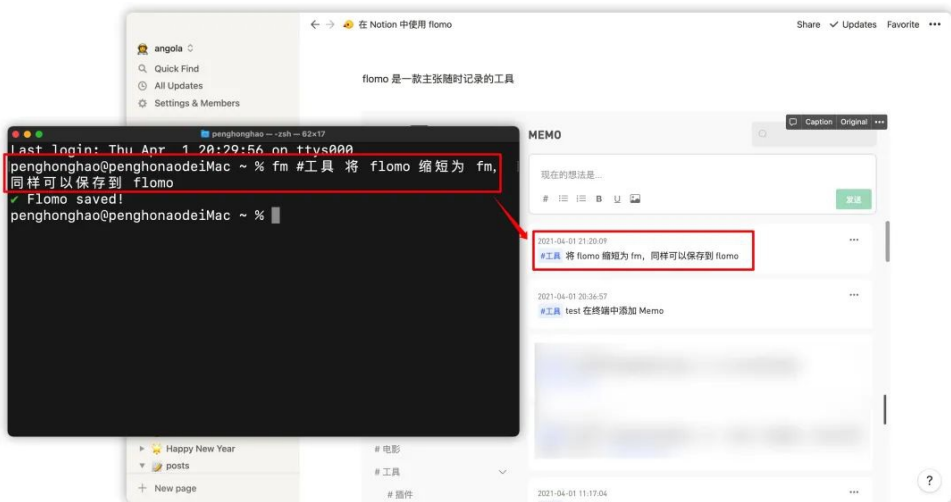 angola
Quick Find
All Updates
Settings & Members
在 Notion 中使用 flomo
Share
Updates
Favorite
flomo 是一款主张随时记录的工具
Caption
Original
penghonghao — -zsh — 62×17
Last login: Thu Apr  1 20:29:56 on ttys000
penghonghao@penghonaodeiMac ~ % fm #工具 将 flomo 缩短为 fm,
同样可以保存到 flomo
✔ Flomo saved!
penghonghao@penghonaodeiMac ~ %
MEMO
现在的想法是...
# B U
发送
2021-04-01 21:20:09
#工具 将 flomo 缩短为 fm，同样可以保存到 flomo
2021-04-01 20:36:57
#工具 test 在终端中添加 Memo
Happy New Year
posts
New page
# 电影
# 工具
# 插件
2021-04-01 11:17:04
?